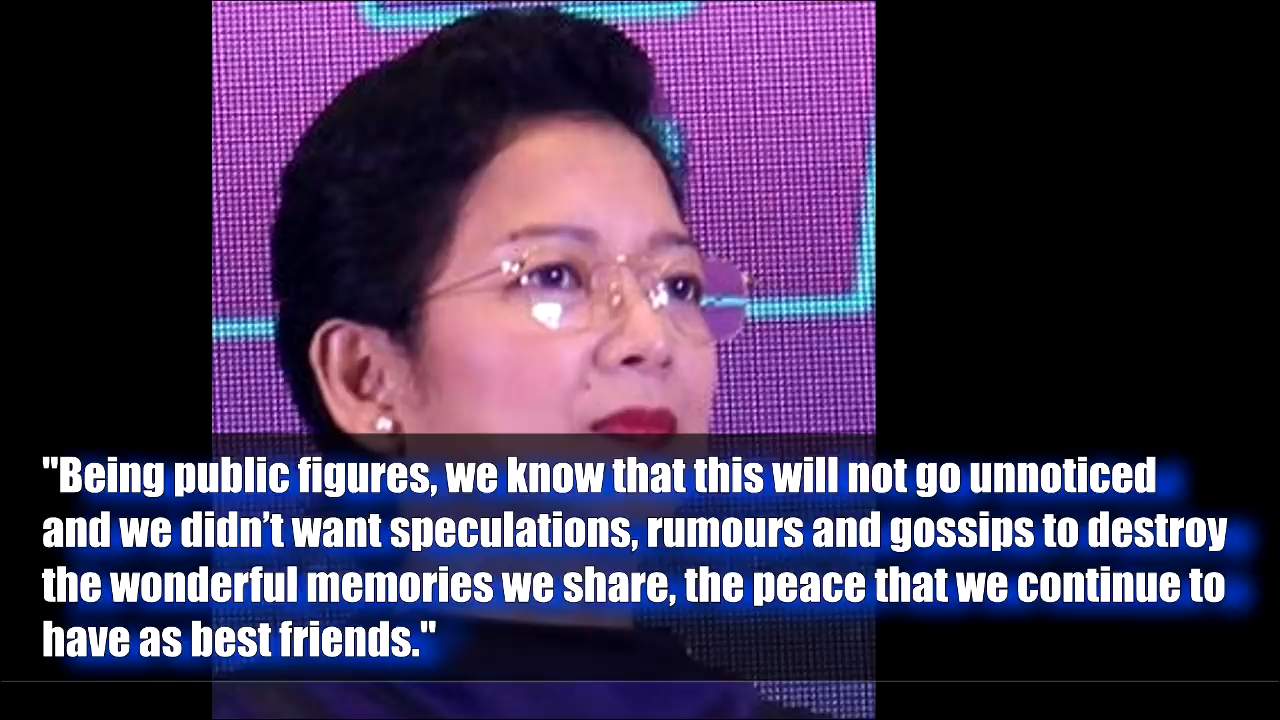 "Being public figures, we know that this will not go unnoticed
and we didn’t want speculations, rumours and gossips to destroy
the wonderful memories we share, the peace that we continue to
have as best friends."